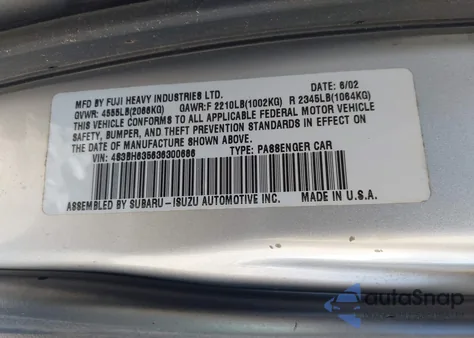 MFD BY FUJI HEAVY INDUSTRIES LTD. DATE: 6/02
GVWR: 4555LB(2066KG) GAWR:F 2210LB(1002KG) R 2345LB(1064KG)
THIS VEHICLE CONFORMS TO ALL APPLICABLE FEDERAL MOTOR VEHICLE
SAFETY, BUMPER, AND THEFT PREVENTION STANDARDS IN EFFECT ON
THE DATE OF MANUFACTURE SHOWN ABOVE.
VIN: 4S3BH635636300686 TYPE: PASSENGER CAR
ASSEMBLED BY SUBARU-ISUZU AUTOMOTIVE INC. MADE IN U.S.A.
autoSnap